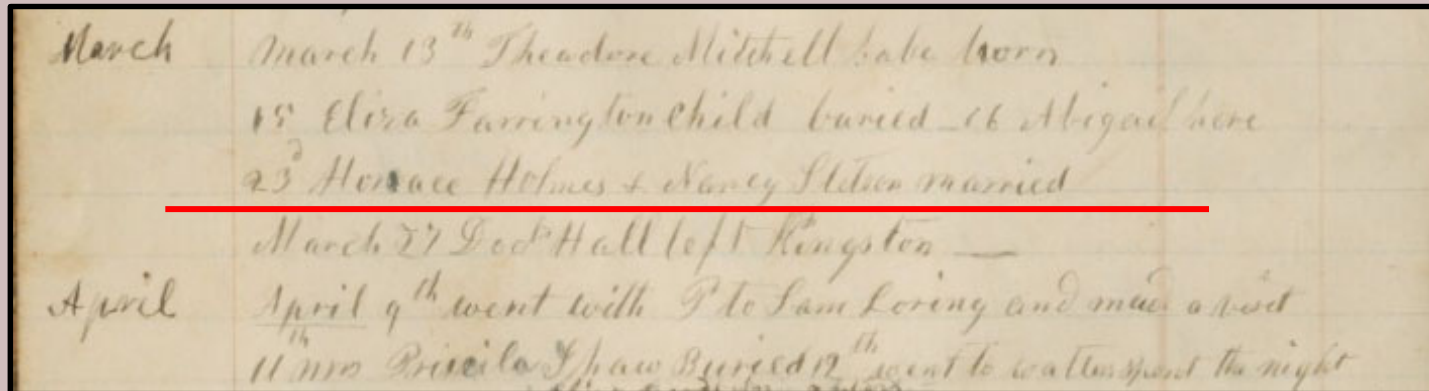 March March 13th Theodore Mitchell babe born
15 Eliza Farrington Child buried - 16 Abigail here
23d Horace Holmes & Nancy Stetson married
March 27 Doct Hall left Kingston —
April April 9th went with P to Sam Loring and made a visit
11th Mrs Priscila Shaw Buried 12th went to spent the night